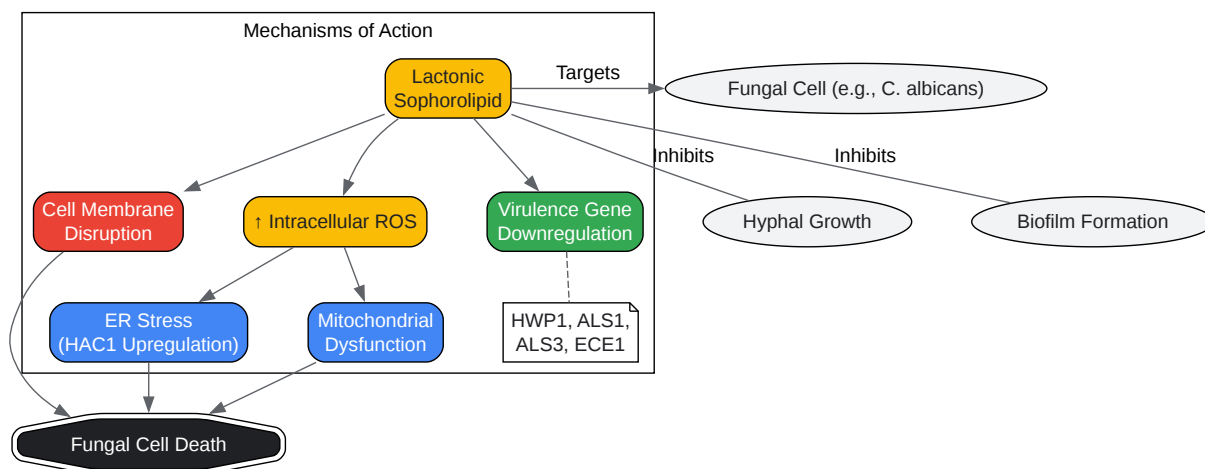 Mechanisms of Action
Lactonic
Sophorolipid
Targets
Fungal Cell (e.g., C. albicans)
Inhibits
Inhibits
Cell Membrane
Disruption
↑ Intracellular ROS
Virulence Gene
Downregulation
Hyphal Growth
Biofilm Formation
ER Stress
(HAC1 Upregulation)
Mitochondrial
Dysfunction
HWP1, ALS1,
ALS3, ECE1
Fungal Cell Death